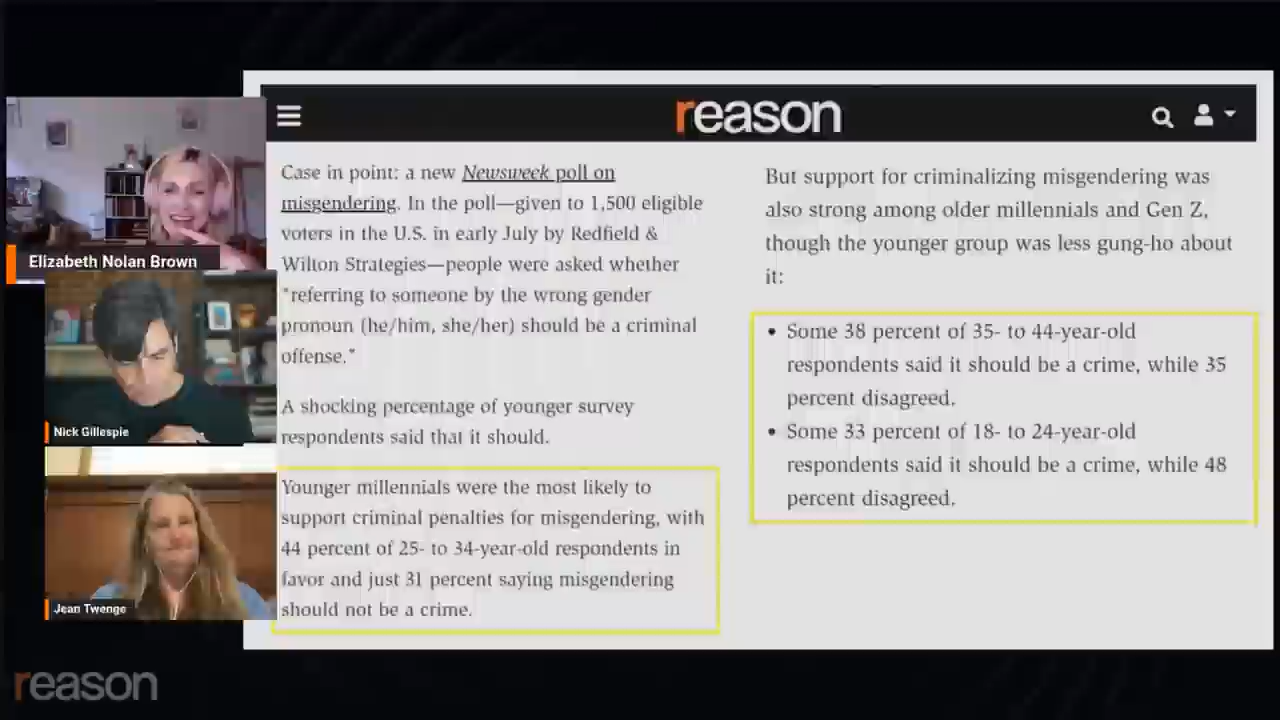 reason
Elizabeth Nolan Brown
Nick Gillespie
Jean Twenge
Case in point: a new Newsweek poll on
misgendering. In the poll—given to 1,500 eligible
voters in the U.S. in early July by Redfield &
Wilton Strategies—people were asked whether
"referring to someone by the wrong gender
pronoun (he/him, she/her) should be a criminal
offense."
A shocking percentage of younger survey
respondents said that it should.
Younger millennials were the most likely to
support criminal penalties for misgendering, with
44 percent of 25- to 34-year-old respondents in
favor and just 31 percent saying misgendering
should not be a crime.
But support for criminalizing misgendering was
also strong among older millennials and Gen Z,
though the younger group was less gung-ho about
it:
• Some 38 percent of 35- to 44-year-old
respondents said it should be a crime, while 35
percent disagreed.
• Some 33 percent of 18- to 24-year-old
respondents said it should be a crime, while 48
percent disagreed.
reason